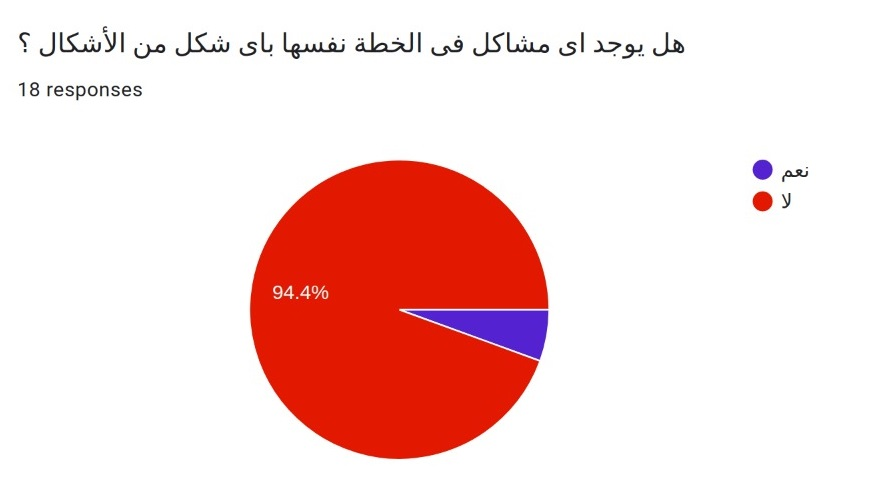 هل يوجد اى مشاكل فى الخطة نفسها باى شكل من الأشكال ؟
18 responses
نعم
لا
94.4%